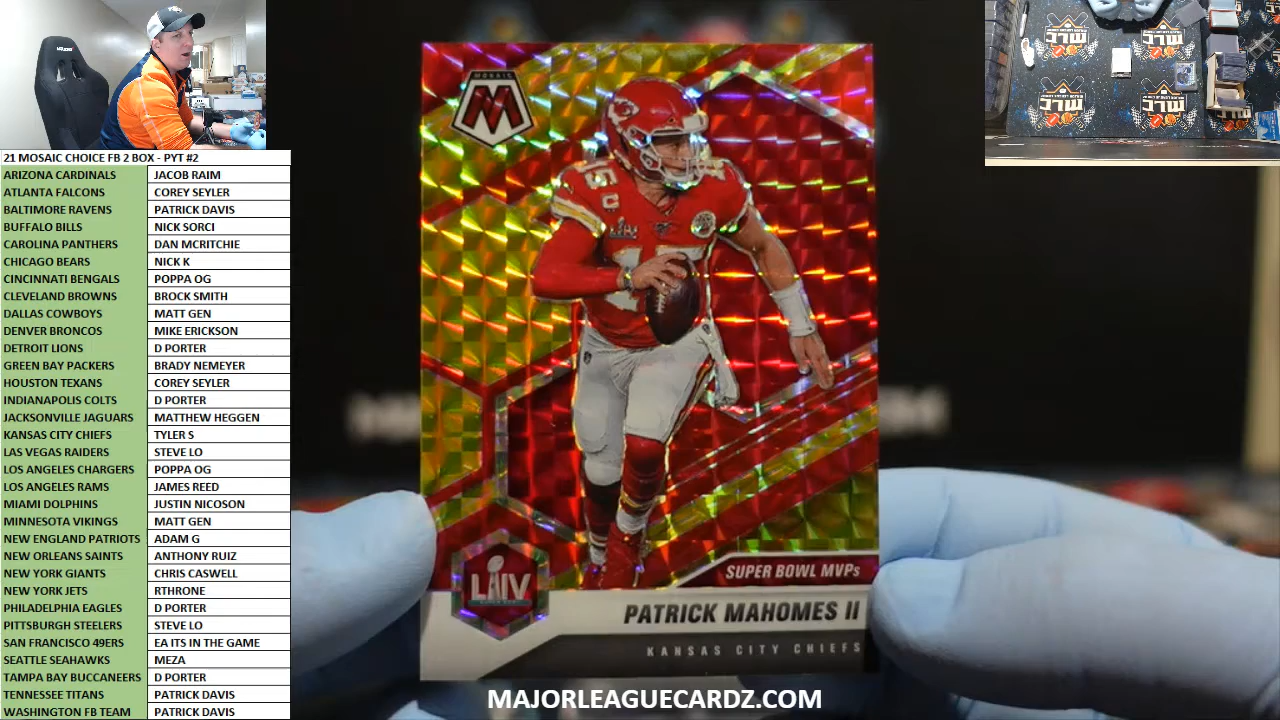 21 MOSAIC CHOICE FB 2 BOX - PYT #2
ARIZONA CARDINALS JACOB RAIM
ATLANTA FALCONS COREY SEYLER
BALTIMORE RAVENS PATRICK DAVIS
BUFFALO BILLS NICK SORCI
CAROLINA PANTHERS DAN MCRITCHIE
CHICAGO BEARS NICK K
CINCINNATI BENGALS POPPA OG
CLEVELAND BROWNS BROCK SMITH
DALLAS COWBOYS MATT GEN
DENVER BRONCOS MIKE ERICKSON
DETROIT LIONS D PORTER
GREEN BAY PACKERS BRADY NEMEYER
HOUSTON TEXANS COREY SEYLER
INDIANAPOLIS COLTS D PORTER
JACKSONVILLE JAGUARS MATTHEW HEGGEN
KANSAS CITY CHIEFS TYLER S
LAS VEGAS RAIDERS STEVE LO
LOS ANGELES CHARGERS POPPA OG
LOS ANGELES RAMS JAMES REED
MIAMI DOLPHINS JUSTIN NICOSON
MINNESOTA VIKINGS MATT GEN
NEW ENGLAND PATRIOTS ADAM G
NEW ORLEANS SAINTS ANTHONY RUIZ
NEW YORK GIANTS CHRIS CASWELL
NEW YORK JETS RTHRONE
PHILADELPHIA EAGLES D PORTER
PITTSBURGH STEELERS STEVE LO
SAN FRANCISCO 49ERS EA ITS IN THE GAME
SEATTLE SEAHAWKS MEZA
TAMPA BAY BUCCANEERS D PORTER
TENNESSEE TITANS PATRICK DAVIS
WASHINGTON FB TEAM PATRICK DAVIS
MOSAIC
M
15
C
LIV
15
LIV
SUPER BOWL
SUPER BOWL MVPs
PATRICK MAHOMES II
KANSAS CITY CHIEFS
MAJORLEAGUECARDZ.COM